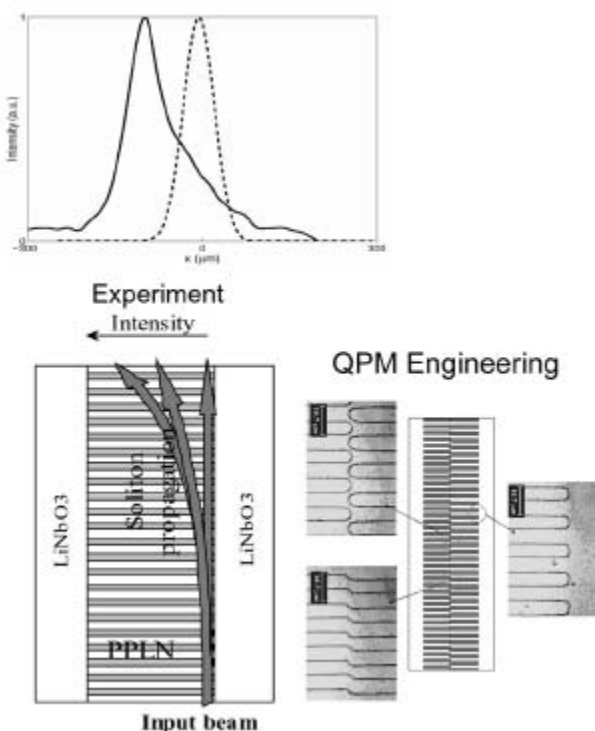 1
Intensity (a.u.)
0
−300
0
300
x (μm)
Experiment
Intensity
QPM Engineering
LiNbO3
Soliton
propagation
LiNbO3
PPLN
Input beam